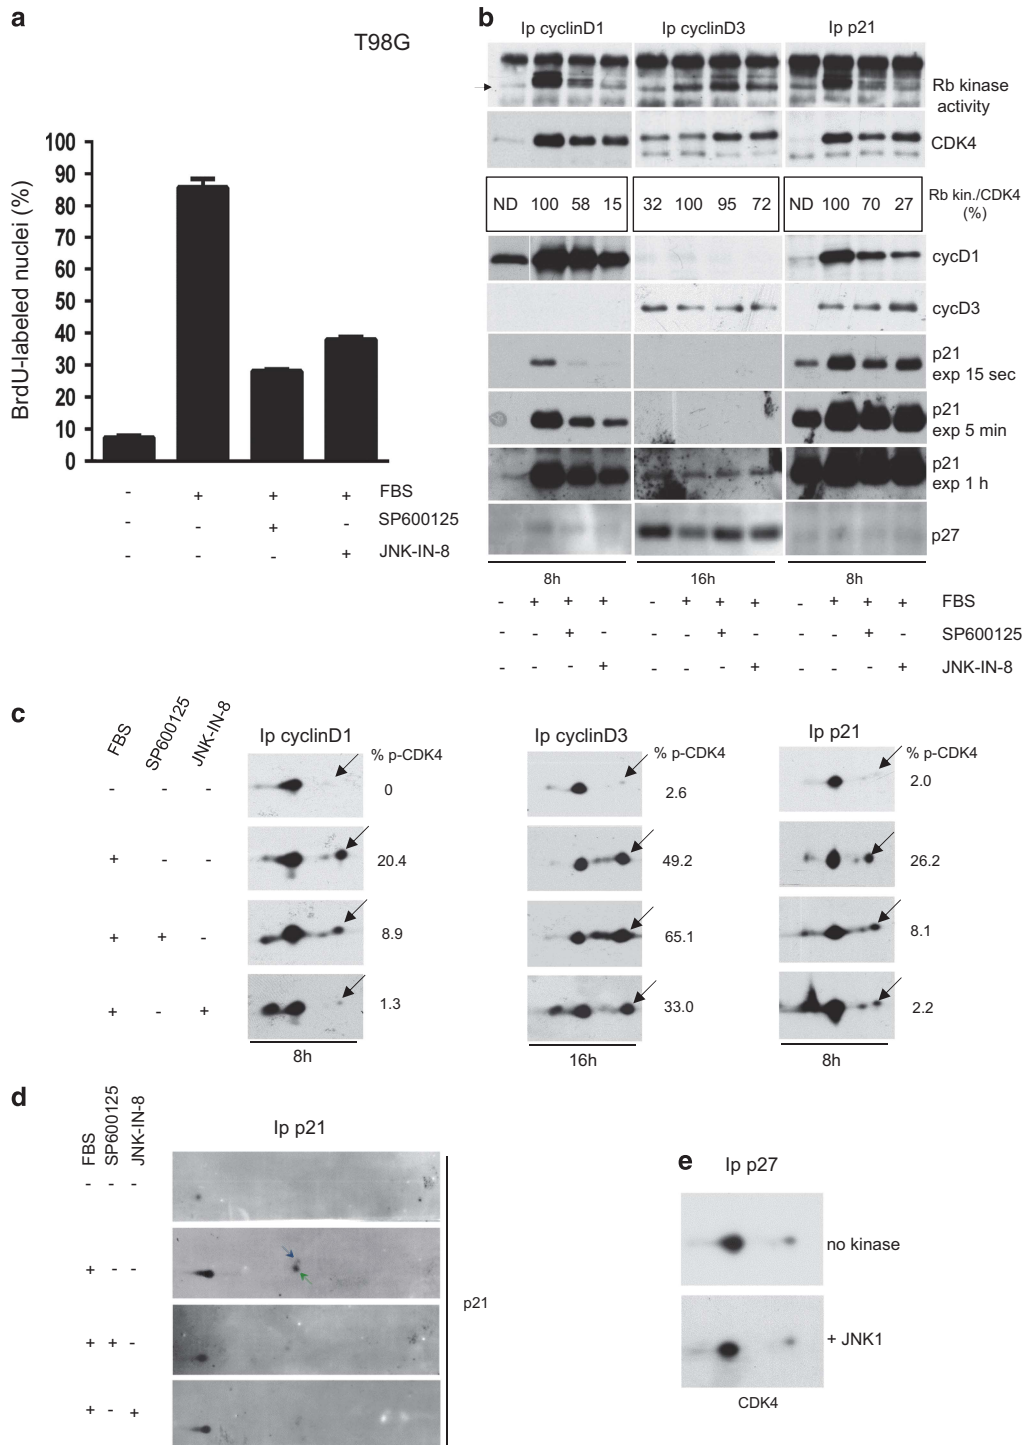 a
T98G
BrdU-labeled nuclei (%)
100
90
80
70
60
50
40
30
20
10
0
- + + + FBS
- - + - SP600125
- - - + JNK-IN-8
b
Ip cyclinD1 Ip cyclinD3 Ip p21
Rb kinase
activity
CDK4
ND 100 58 15 32 100 95 72 ND 100 70 27 Rb kin./CDK4
(%)
cycD1
cycD3
p21
exp 15 sec
p21
exp 5 min
p21
exp 1 h
p27
8h 16h 8h
- + + + - + + + - + + + FBS
- - + - - - + - - - + - SP600125
- - - + - - - + - - - + JNK-IN-8
c
FBS SP600125 JNK-IN-8
Ip cyclinD1 Ip cyclinD3 Ip p21
% p-CDK4 % p-CDK4 % p-CDK4
- - - 0 2.6 2.0
+ - - 20.4 49.2 26.2
+ + - 8.9 65.1 8.1
+ - + 1.3 33.0 2.2
8h 16h 8h
d
FBS SP600125 JNK-IN-8
Ip p21
- - -
+ - -
+ + -
+ - +
p21
e
Ip p27
no kinase
+ JNK1
CDK4